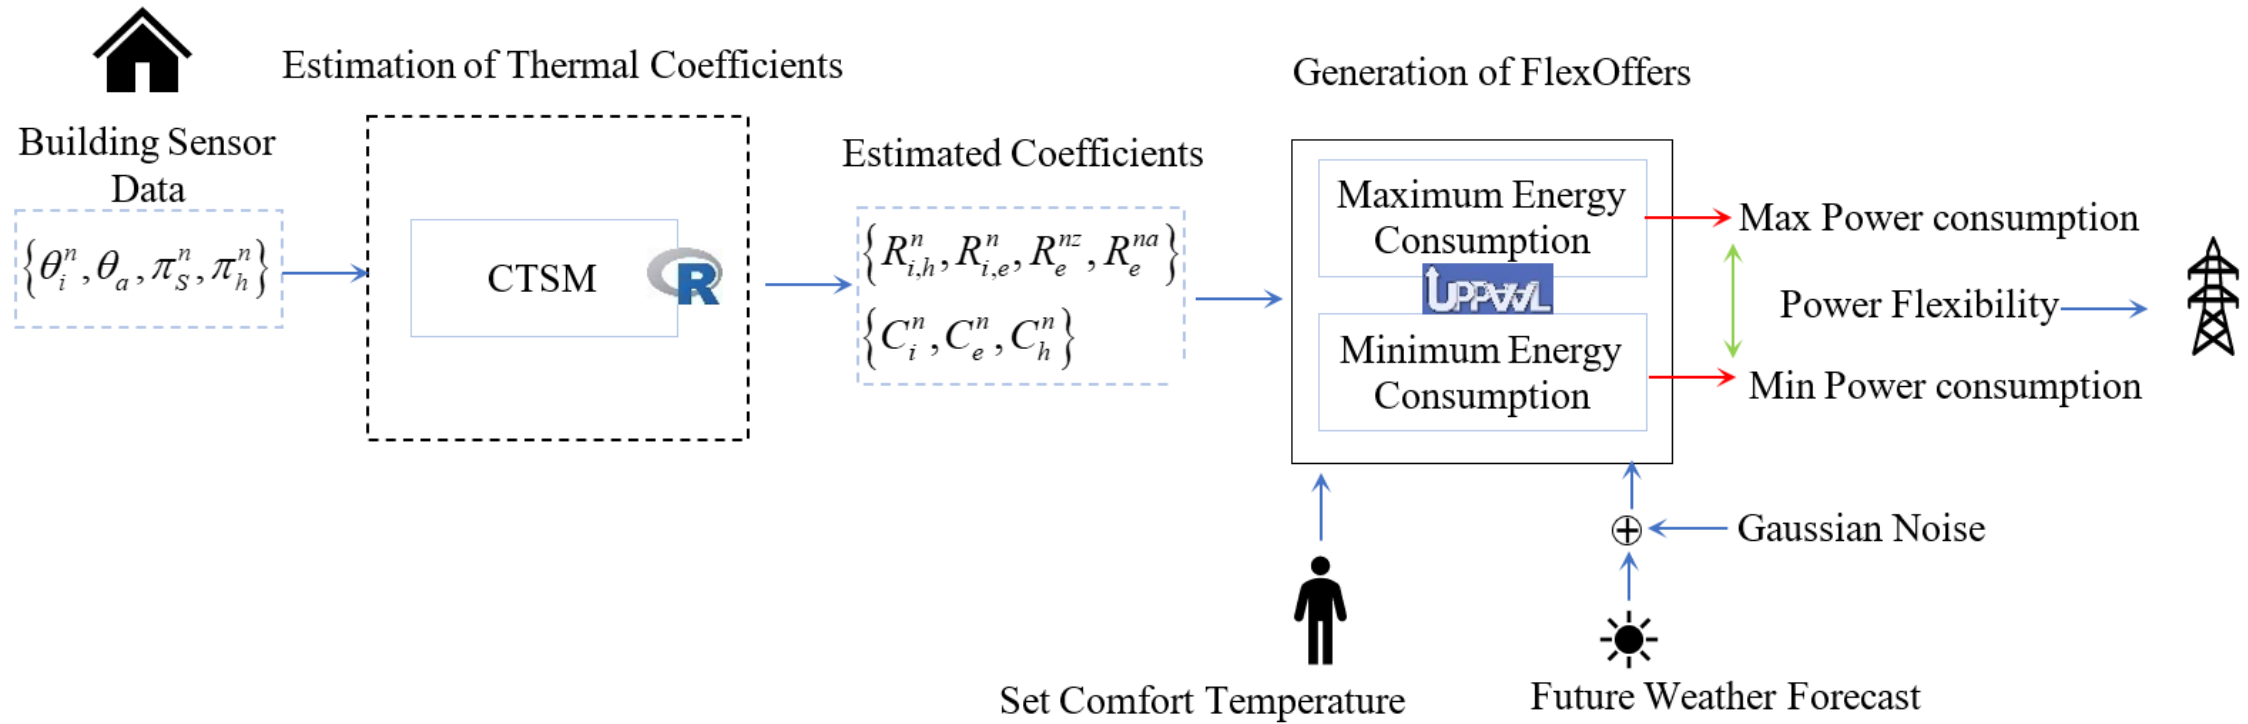 Estimation of Thermal Coefficients
Generation of FlexOffers
Building Sensor
Data
{θ_i^n, θ_a, π_S^n, π_h^n}
CTSM
R
Estimated Coefficients
{R_{i,h}^n, R_{i,e}^n, R_e^{nz}, R_e^{na}}
{C_i^n, C_e^n, C_h^n}
Maximum Energy
Consumption
UPPAAL
Minimum Energy
Consumption
Max Power consumption
Power Flexibility
Min Power consumption
Gaussian Noise
Set Comfort Temperature
Future Weather Forecast